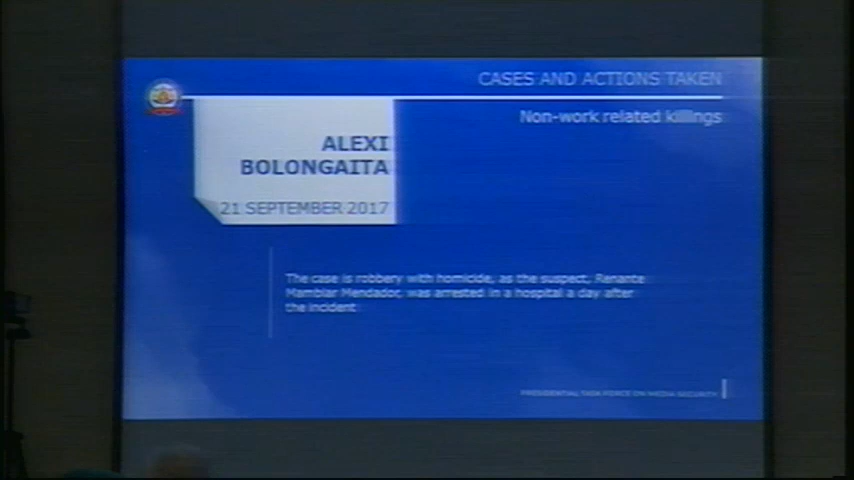 CASES AND ACTIONS TAKEN
Non-work related killings
ALEXI
BOLONGAITA
21 SEPTEMBER 2017
The case is robbery with homicide, as the suspect, Renante
Mamblar Mendador, was arrested in a hospital a day after
the incident
PRESIDENTIAL TASK FORCE ON MEDIA SECURITY